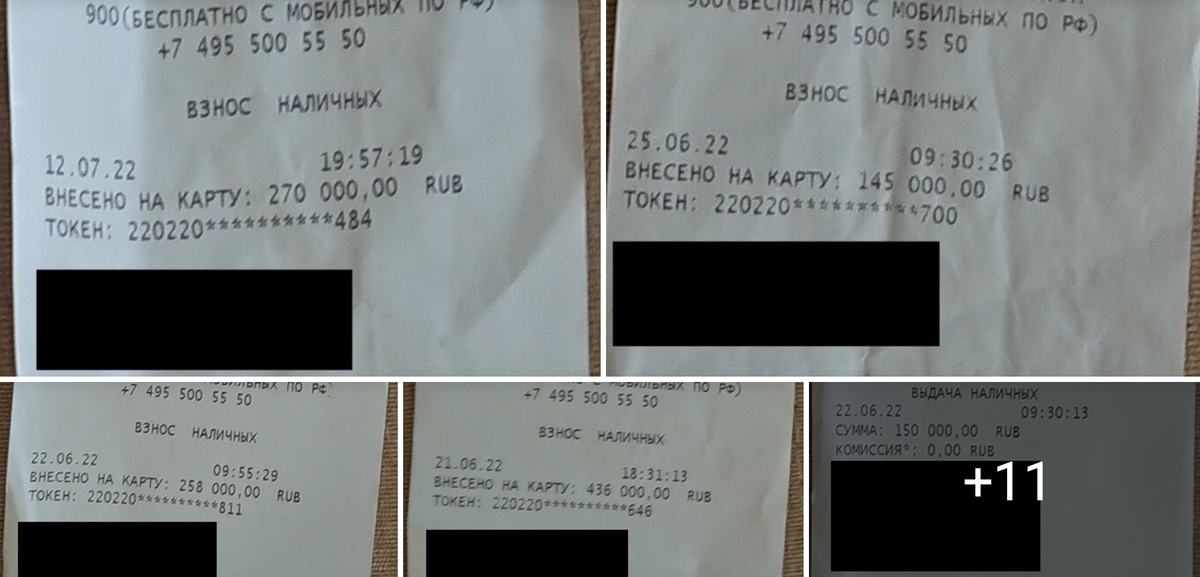 900(БЕСПЛАТНО С МОБИЛЬНЫХ ПО РФ)
+7 495 500 55 50
ВЗНОС НАЛИЧНЫХ
12.07.22 19:57:19
ВНЕСЕНО НА КАРТУ: 270 000,00 RUB
ТОКЕН: 220220**********484
900(БЕСПЛАТНО С МОБИЛЬНЫХ ПО РФ)
+7 495 500 55 50
ВЗНОС НАЛИЧНЫХ
25.06.22 09:30:26
ВНЕСЕНО НА КАРТУ: 145 000,00 RUB
ТОКЕН: 220220**********700
МОБИЛЬНЫХ ПО РФ)
+7 495 500 55 50
ВЗНОС НАЛИЧНЫХ
22.06.22 09:55:29
ВНЕСЕНО НА КАРТУ: 258 000,00 RUB
ТОКЕН: 220220**********811
С МОБИЛЬНЫХ ПО РФ)
+7 495 500 55 50
ВЗНОС НАЛИЧНЫХ
21.06.22 18:31:13
ВНЕСЕНО НА КАРТУ: 436 000,00 RUB
ТОКЕН: 220220**********646
ВЫДАЧА НАЛИЧНЫХ
22.06.22 09:30:13
СУММА: 150 000,00 RUB
КОМИССИЯ*: 0,00 RUB
+11